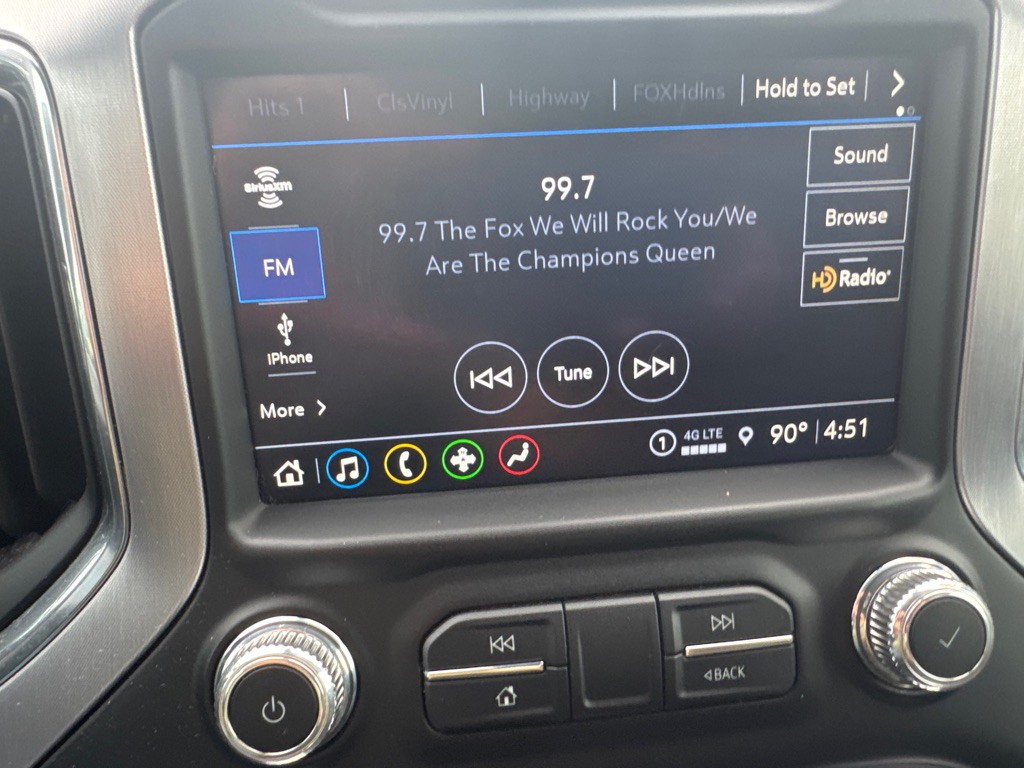 Hits 1
ClsVinyl
Highway
FOXHdlns
Hold to Set
SiriusXM
FM
iPhone
More
99.7
99.7 The Fox We Will Rock You/We
Are The Champions Queen
Sound
Browse
HD Radio®
Tune
1
4G LTE
90°
4:51
BACK